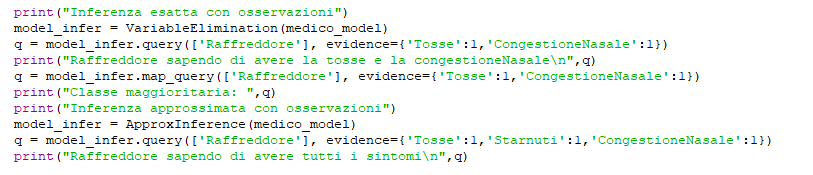 print("Inferenza esatta con osservazioni")
model_infer = VariableElimination(medico_model)
q = model_infer.query(['Raffreddore'], evidence={'Tosse':1,'CongestioneNasale':1})
print("Raffreddore sapendo di avere la tosse e la congestioneNasale\n",q)
q = model_infer.map_query(['Raffreddore'], evidence={'Tosse':1,'CongestioneNasale':1})
print("Classe maggioritaria: ",q)
print("Inferenza approssimata con osservazioni")
model_infer = ApproxInference(medico_model)
q = model_infer.query(['Raffreddore'], evidence={'Tosse':1,'Starnuti':1,'CongestioneNasale':1})
print("Raffreddore sapendo di avere tutti i sintomi\n",q)